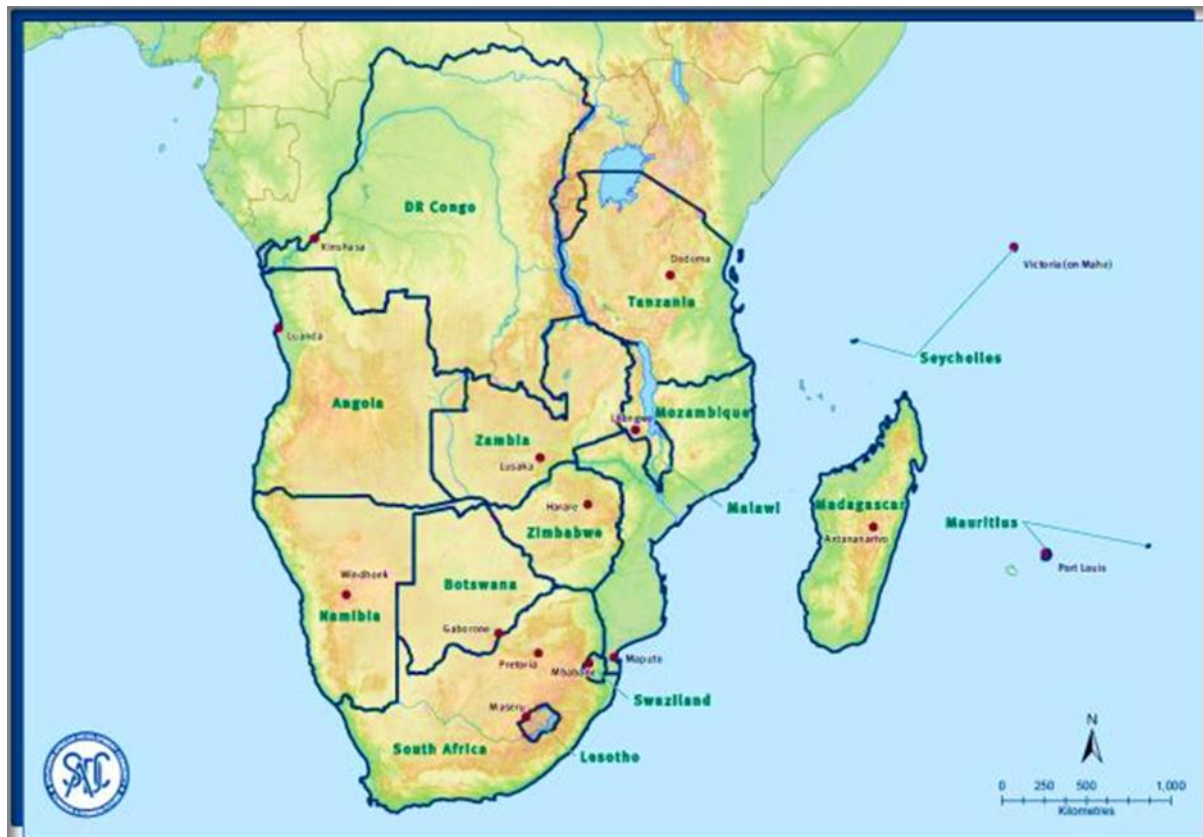 DR Congo
Kinshasa
Victoria (on Mahe)
Dodoma
Tanzania
Luanda
Seychelles
Angola
Mozambique
Lilongwe
Zambia
Lusaka
Malawi
Harare
Madagascar
Zimbabwe
Mauritius
Antananarivo
Port Louis
Windhoek
Botswana
Namibia
Gaborone
Pretoria
Mbabane
Maputo
Swaziland
Maseru
South Africa
Lesotho
N
SADC
0 250 500 1,000
Kilometres